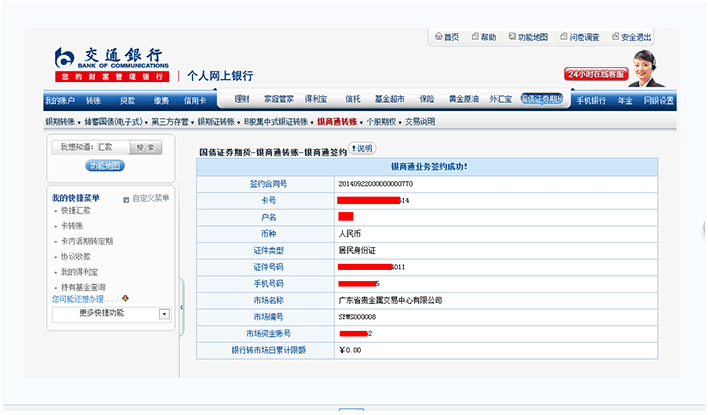 首页 帮助 功能地图 问卷调查 安全退出
交通银行
BANK OF COMMUNICATIONS
您的财富管理银行
个人网上银行
24小时在线客服
我的账户 转账 贷款 缴费 信用卡 理财 家庭管家 得利宝 信托 基金超市 保险 黄金原油 外汇宝 国债证券期货 手机银行 年金 网银设置
银期转账 储蓄国债(电子式) 第三方存管 银期证转账 B股集中式银证转账 银商通转账 个股期权 交易说明
我想知道：汇款 搜索
功能地图
我的快捷菜单 自定义菜单
快捷汇款
卡转账
卡内活期转定期
协议收款
我的得利宝
持有基金查询
您可能还想办理....
更多快捷功能
国债证券期货-银商通转账-银商通签约 !说明
银商通业务签约成功!
签约合同号 20140922000000000770
卡号 614
户名
币种 人民币
证件类型 居民身份证
证件号码 4011
手机号码 5
市场名称 广东省贵金属交易中心有限公司
市场编号 SMWS000008
市场资金账号 2
银行转市场日累计限额 ￥0.00